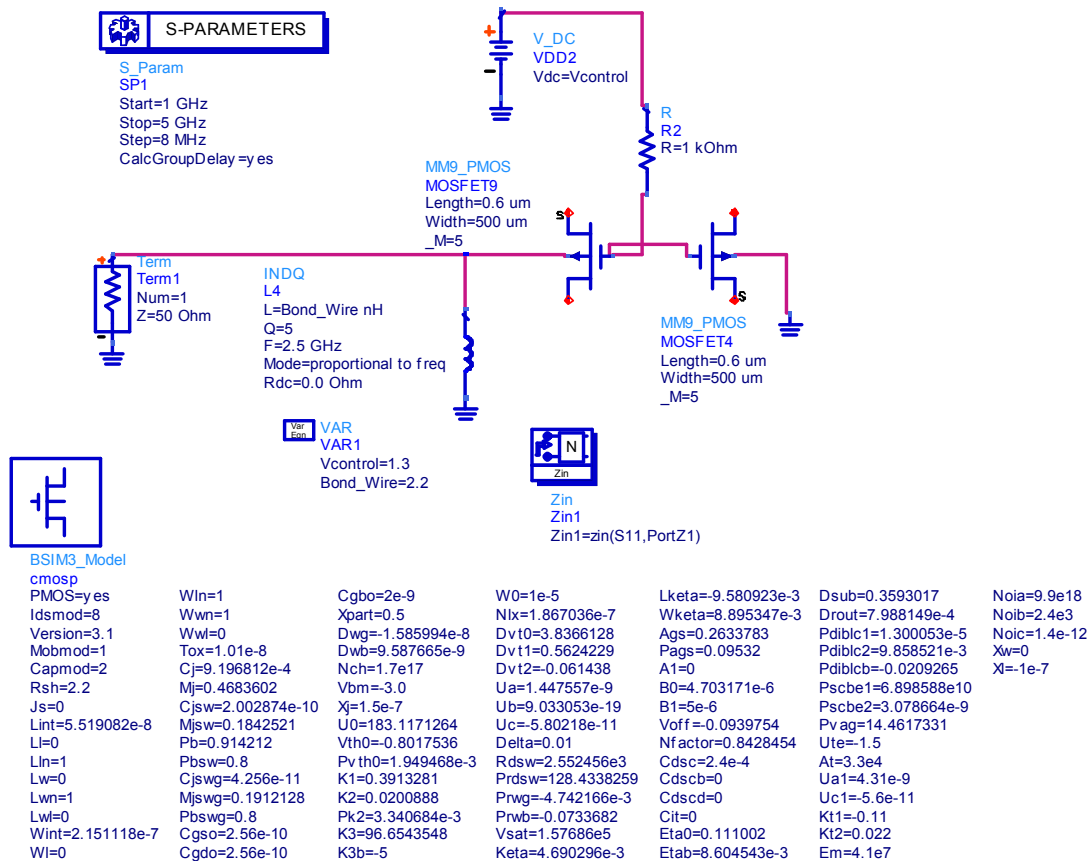 S-PARAMETERS
S_Param
SP1
Start=1 GHz
Stop=5 GHz
Step=8 MHz
CalcGroupDelay=yes
+
-
V_DC
VDD2
Vdc=Vcontrol
R
R2
R=1 kOhm
MM9_PMOS
MOSFET9
Length=0.6 um
Width=500 um
_M=5
S
S
MM9_PMOS
MOSFET4
Length=0.6 um
Width=500 um
_M=5
+
-
Term
Term1
Num=1
Z=50 Ohm
INDQ
L4
L=Bond_Wire nH
Q=5
F=2.5 GHz
Mode=proportional to freq
Rdc=0.0 Ohm
Var
Eqn
VAR
VAR1
Vcontrol=1.3
Bond_Wire=2.2
N
Zin
Zin
Zin1
Zin1=zin(S11,PortZ1)
BSIM3_Model
cmosp
PMOS=yes
Idsmod=8
Version=3.1
Mobmod=1
Capmod=2
Rsh=2.2
Js=0
Lint=5.519082e-8
Ll=0
Lln=1
Lw=0
Lwn=1
Lwl=0
Wint=2.151118e-7
Wl=0
Wln=1
Wwn=1
Wwl=0
Tox=1.01e-8
Cj=9.196812e-4
Mj=0.4683602
Cjsw=2.002874e-10
Mjsw=0.1842521
Pb=0.914212
Pbsw=0.8
Cjswg=4.256e-11
Mjswg=0.1912128
Pbswg=0.8
Cgso=2.56e-10
Cgdo=2.56e-10
Cgbo=2e-9
Xpart=0.5
Dwg=-1.585994e-8
Dwb=9.587665e-9
Nch=1.7e17
Vbm=-3.0
Xj=1.5e-7
U0=183.1171264
Vth0=-0.8017536
Pvth0=1.949468e-3
K1=0.3913281
K2=0.0200888
Pk2=3.340684e-3
K3=96.6543548
K3b=-5
W0=1e-5
Nlx=1.867036e-7
Dvt0=3.8366128
Dvt1=0.5624229
Dvt2=-0.061438
Ua=1.447557e-9
Ub=9.033053e-19
Uc=-5.80218e-11
Delta=0.01
Rdsw=2.552456e3
Prdsw=128.4338259
Prwg=-4.742166e-3
Prwb=-0.0733682
Vsat=1.57686e5
Keta=4.690296e-3
Lketa=-9.580923e-3
Wketa=8.895347e-3
Ags=0.2633783
Pags=0.09532
A1=0
B0=4.703171e-6
B1=5e-6
Voff=-0.0939754
Nfactor=0.8428454
Cdsc=2.4e-4
Cdscb=0
Cdscd=0
Cit=0
Eta0=0.111002
Etab=8.604543e-3
Dsub=0.3593017
Drout=7.988149e-4
Pdiblc1=1.300053e-5
Pdiblc2=9.858521e-3
Pdiblcb=-0.0209265
Pscbe1=6.898588e10
Pscbe2=3.078664e-9
Pvag=14.4617331
Ute=-1.5
At=3.3e4
Ua1=4.31e-9
Uc1=-5.6e-11
Kt1=-0.11
Kt2=0.022
Em=4.1e7
Noia=9.9e18
Noib=2.4e3
Noic=1.4e-12
Xw=0
Xl=-1e-7